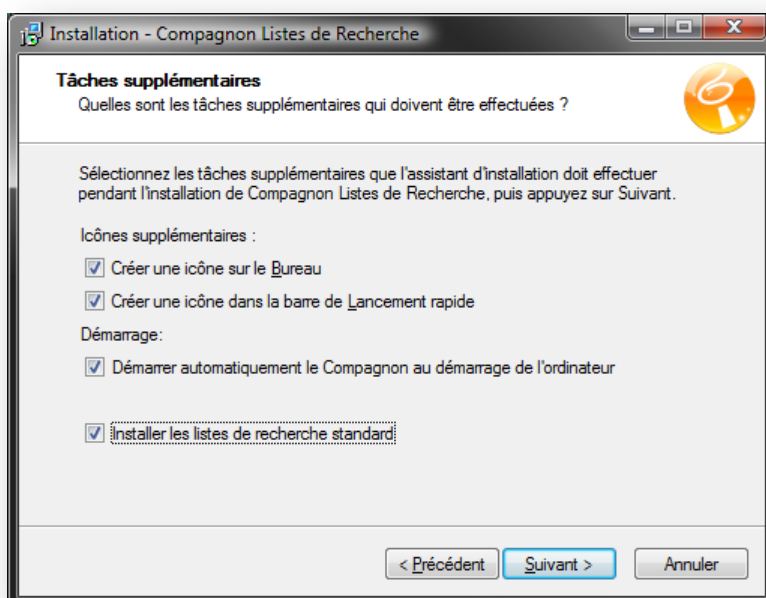 Installation - Compagnon Listes de Recherche
Tâches supplémentaires
Quelles sont les tâches supplémentaires qui doivent être effectuées ?
Sélectionnez les tâches supplémentaires que l'assistant d'installation doit effectuer
pendant l'installation de Compagnon Listes de Recherche, puis appuyez sur Suivant.
Icônes supplémentaires :
Créer une icône sur le Bureau
Créer une icône dans la barre de Lancement rapide
Démarrage:
Démarrer automatiquement le Compagnon au démarrage de l'ordinateur
Installer les listes de recherche standard
< Précédent
Suivant >
Annuler